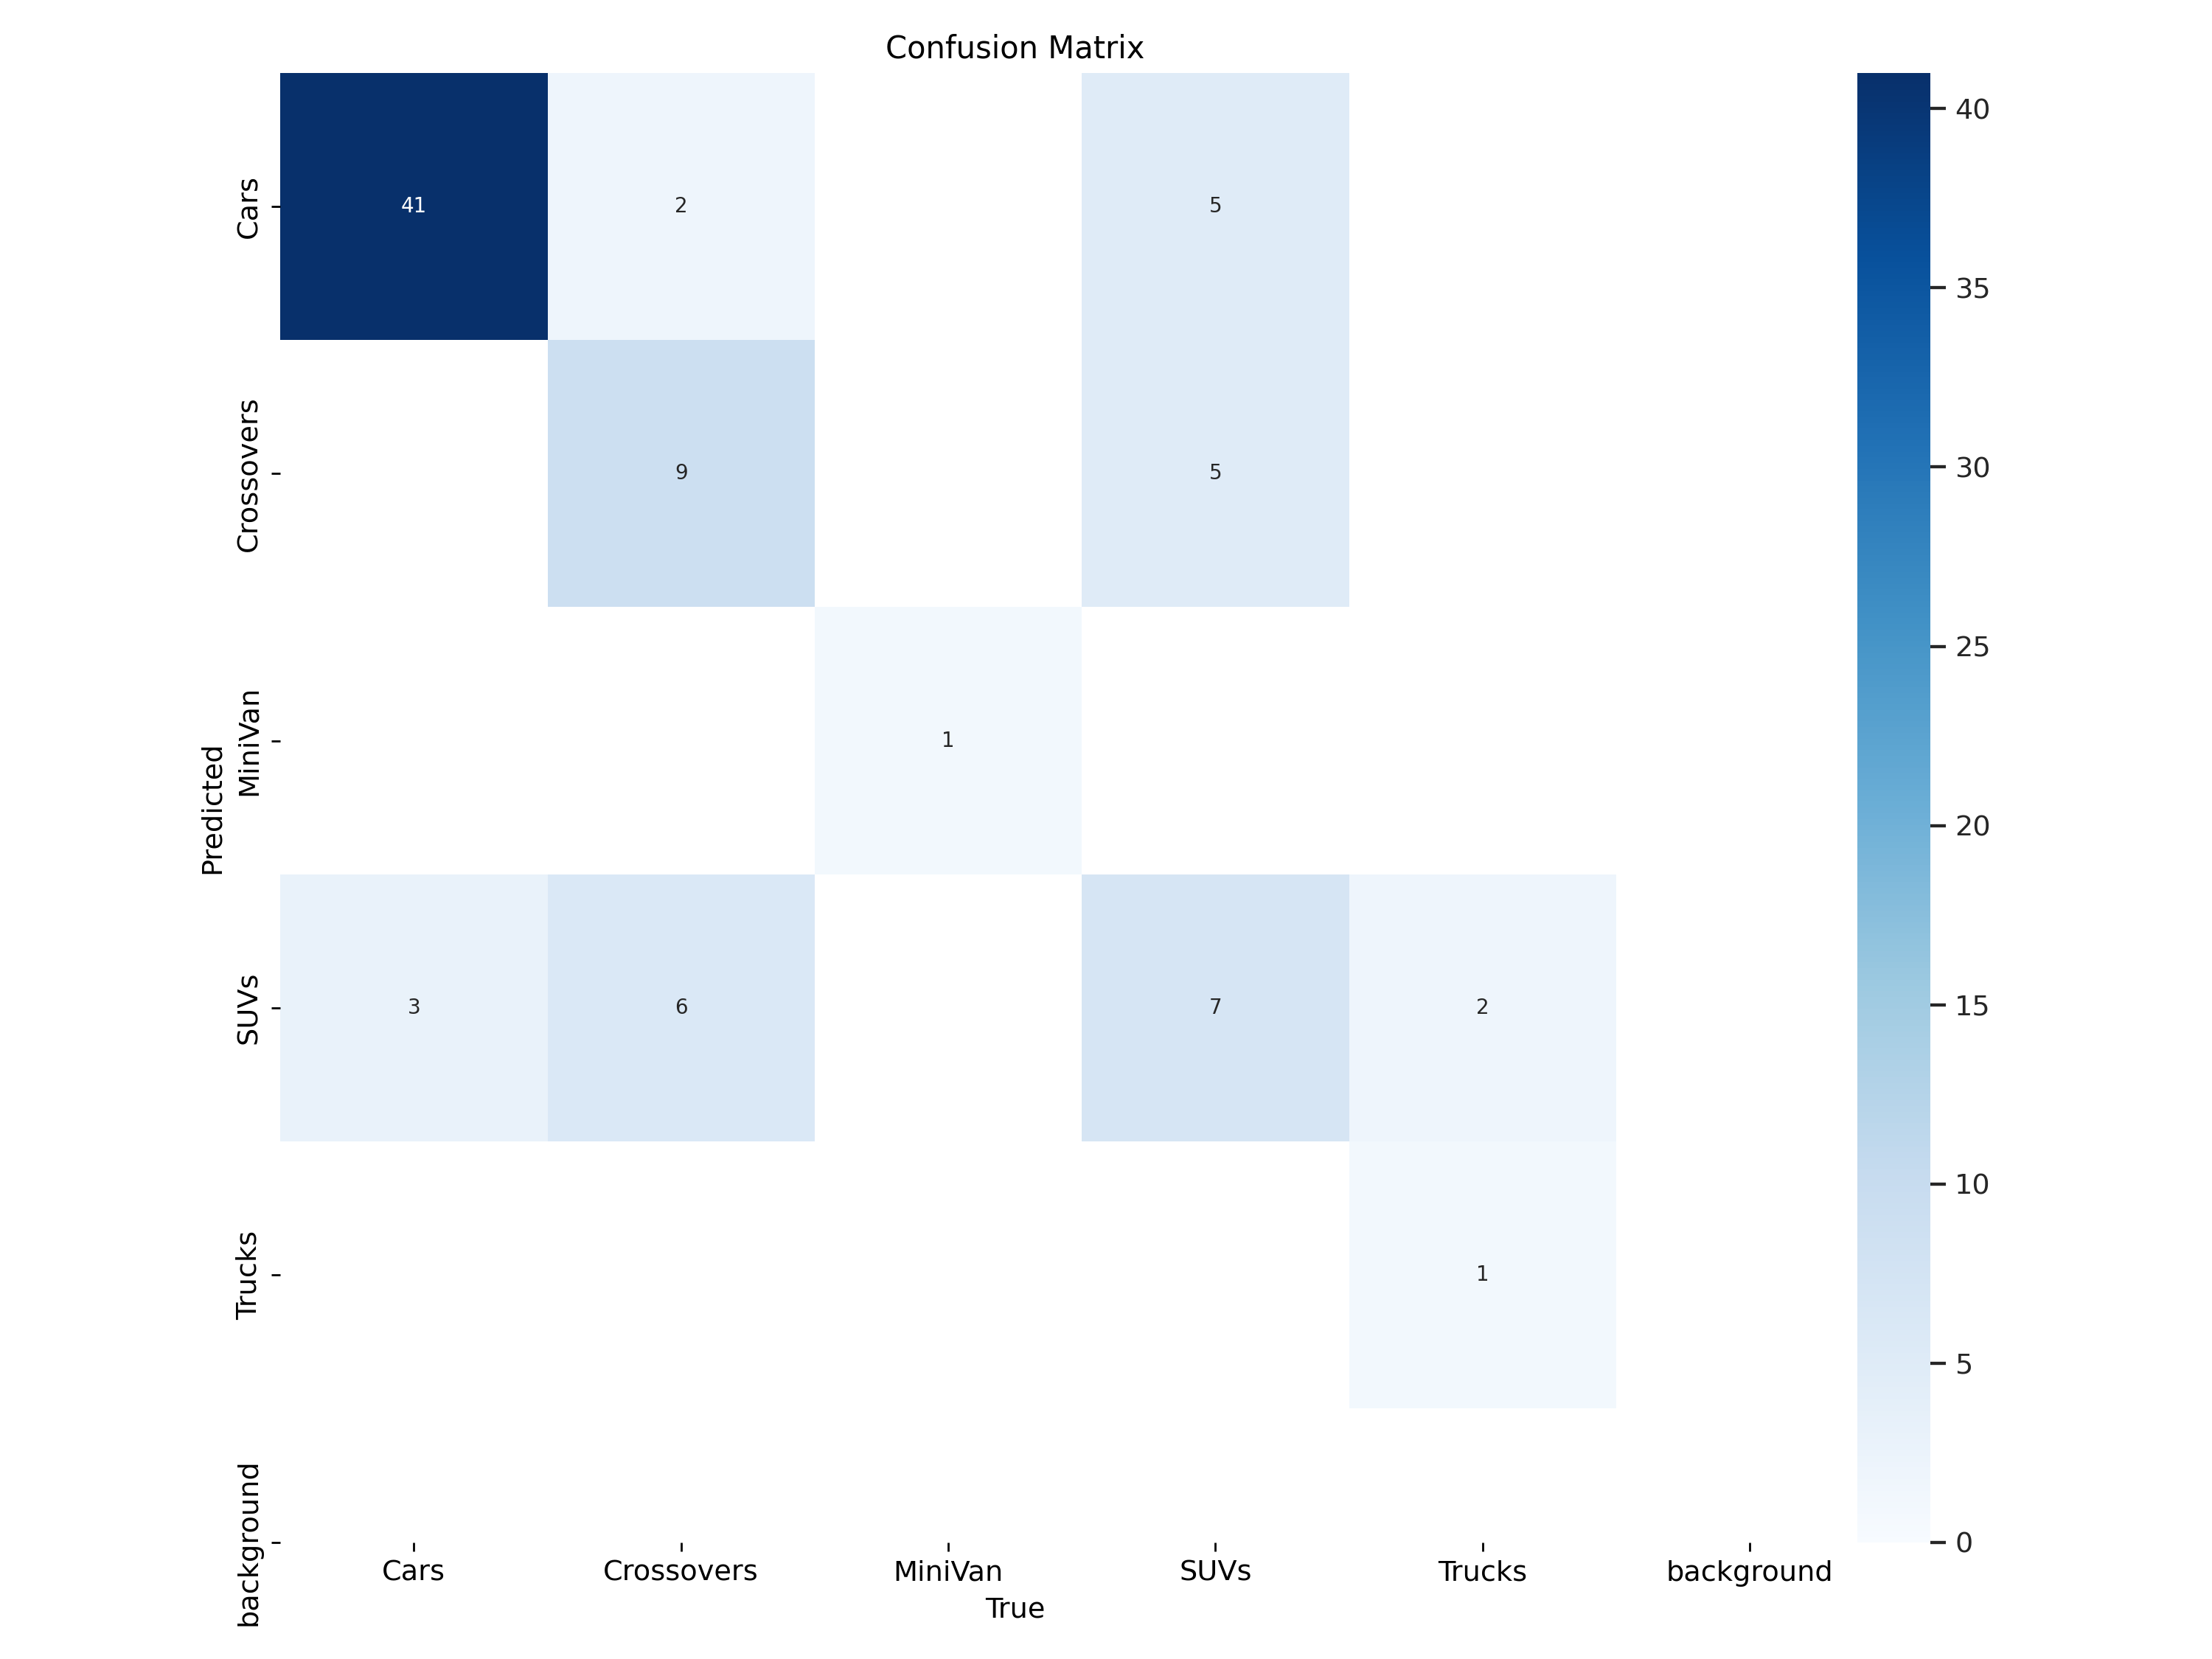 Confusion Matrix
Predicted
Cars
41
2
5
Crossovers
9
5
MiniVan
1
SUVs
3
6
7
2
Trucks
1
background
Cars
Crossovers
MiniVan
SUVs
Trucks
background
True
40
35
30
25
20
15
10
5
0